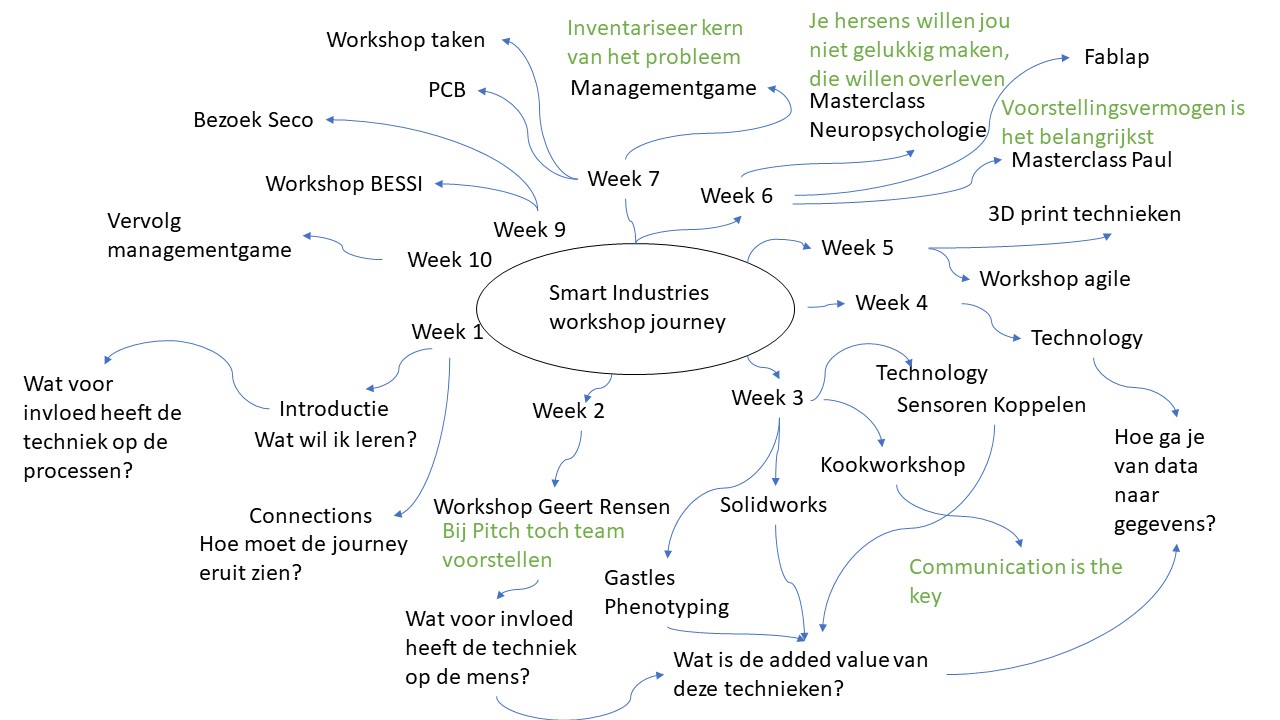 Workshop taken
Inventariseer kern
van het probleem
Managementgame
Je hersens willen jou
niet gelukkig maken,
die willen overleven
Masterclass
Neuropsychologie
Fablap
Voorstellingsvermogen is
het belangrijkst
Masterclass Paul
PCB
Bezoek Seco
Workshop BESSI
Week 7
Week 6
3D print technieken
Vervolg
managementgame
Week 9
Week 10
Week 5
Workshop agile
Smart Industries
workshop journey
Week 4
Technology
Week 1
Wat voor
invloed heeft de
techniek op de
processen?
Introductie
Wat wil ik leren?
Week 2
Week 3
Technology
Sensoren Koppelen
Hoe ga je
van data
naar
gegevens?
Kookworkshop
Connections
Hoe moet de journey
eruit zien?
Workshop Geert Rensen
Bij Pitch toch team
voorstellen
Solidworks
Gastles
Phenotyping
Communication is the
key
Wat voor invloed
heeft de techniek
op de mens?
Wat is de added value van
deze technieken?